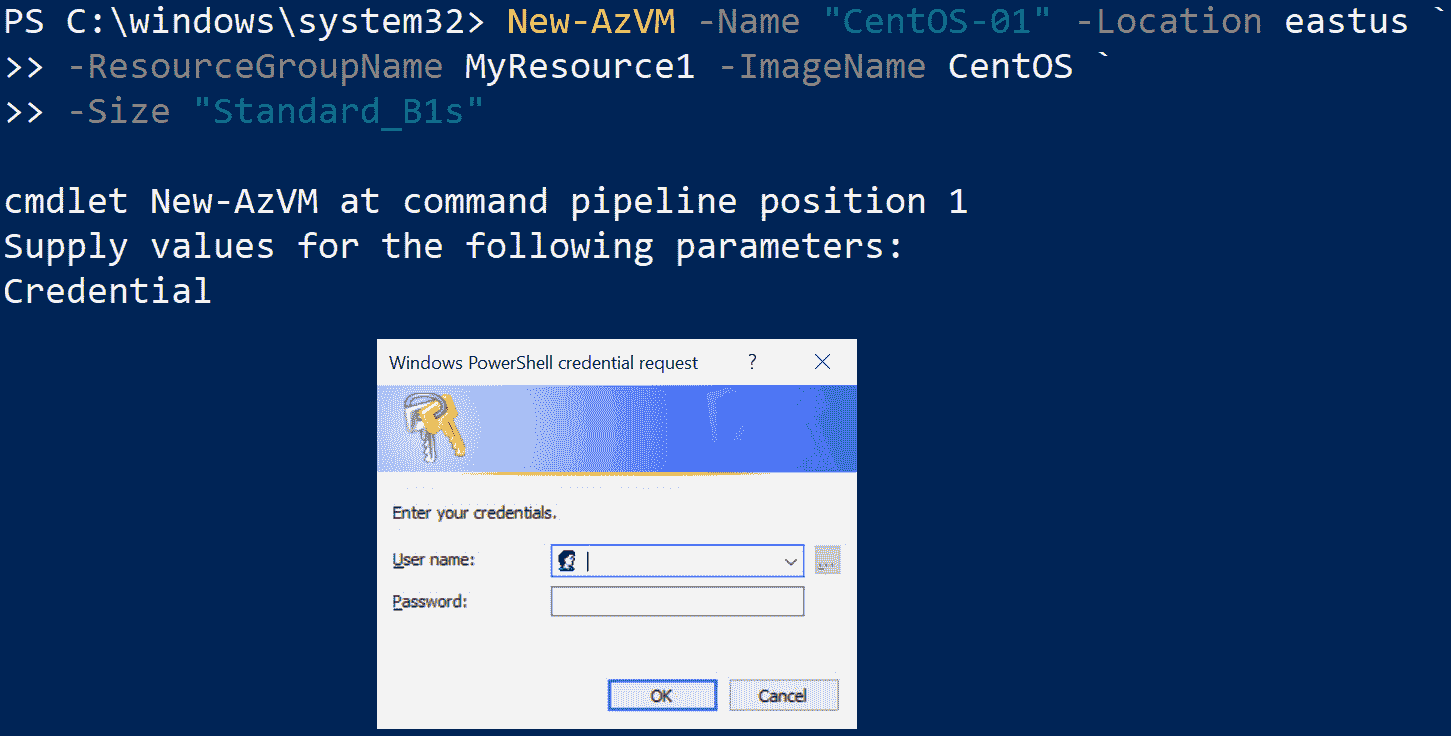 PS C:\windows\system32> New-AzVM -Name "CentOS-01" -Location eastus `
>> -ResourceGroupName MyResource1 -ImageName CentOS `
>> -Size "Standard_B1s"
cmdlet New-AzVM at command pipeline position 1
Supply values for the following parameters:
Credential
Windows PowerShell credential request ?
Enter your credentials.
User name:
...
Password:
OK Cancel